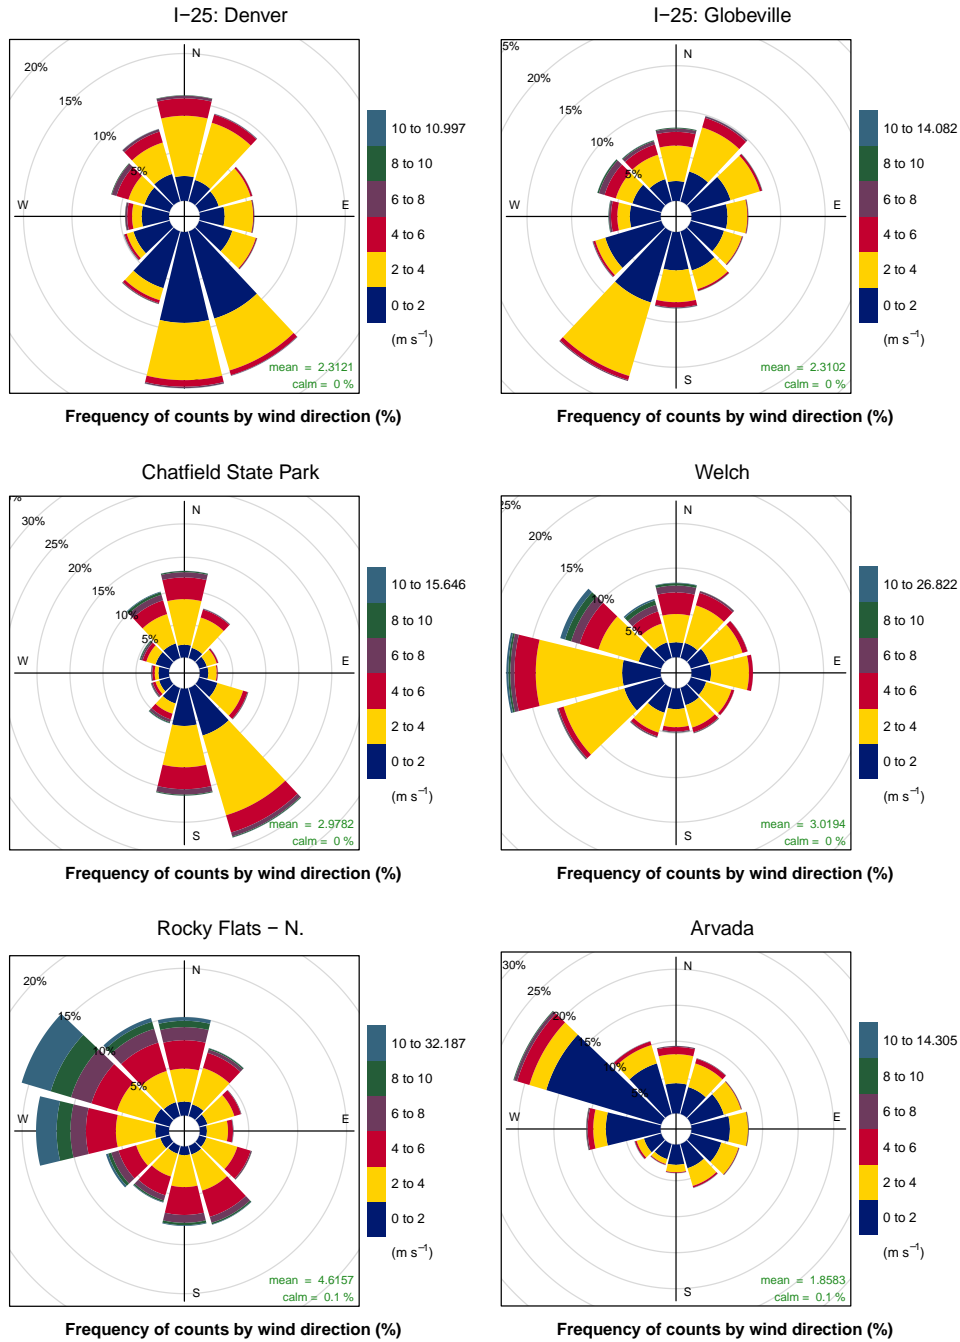 I−25: Denver
20%
15%
10%
5%
N
W
E
mean = 2.3121
calm = 0 %
10 to 10.997
8 to 10
6 to 8
4 to 6
2 to 4
0 to 2
(m s−1)
Frequency of counts by wind direction (%)
I−25: Globeville
20%
15%
10%
5%
N
W
E
S
mean = 2.3102
calm = 0 %
10 to 14.082
8 to 10
6 to 8
4 to 6
2 to 4
0 to 2
(m s−1)
Frequency of counts by wind direction (%)
Chatfield State Park
30%
25%
20%
15%
10%
5%
N
W
E
S
mean = 2.9782
calm = 0 %
10 to 15.646
8 to 10
6 to 8
4 to 6
2 to 4
0 to 2
(m s−1)
Frequency of counts by wind direction (%)
Welch
25%
20%
15%
10%
5%
N
W
E
S
mean = 3.0194
calm = 0 %
10 to 26.822
8 to 10
6 to 8
4 to 6
2 to 4
0 to 2
(m s−1)
Frequency of counts by wind direction (%)
Rocky Flats − N.
20%
15%
10%
5%
N
W
E
S
mean = 4.6157
calm = 0.1 %
10 to 32.187
8 to 10
6 to 8
4 to 6
2 to 4
0 to 2
(m s−1)
Frequency of counts by wind direction (%)
Arvada
30%
25%
20%
15%
10%
5%
N
W
E
S
mean = 1.8583
calm = 0.1 %
10 to 14.305
8 to 10
6 to 8
4 to 6
2 to 4
0 to 2
(m s−1)
Frequency of counts by wind direction (%)